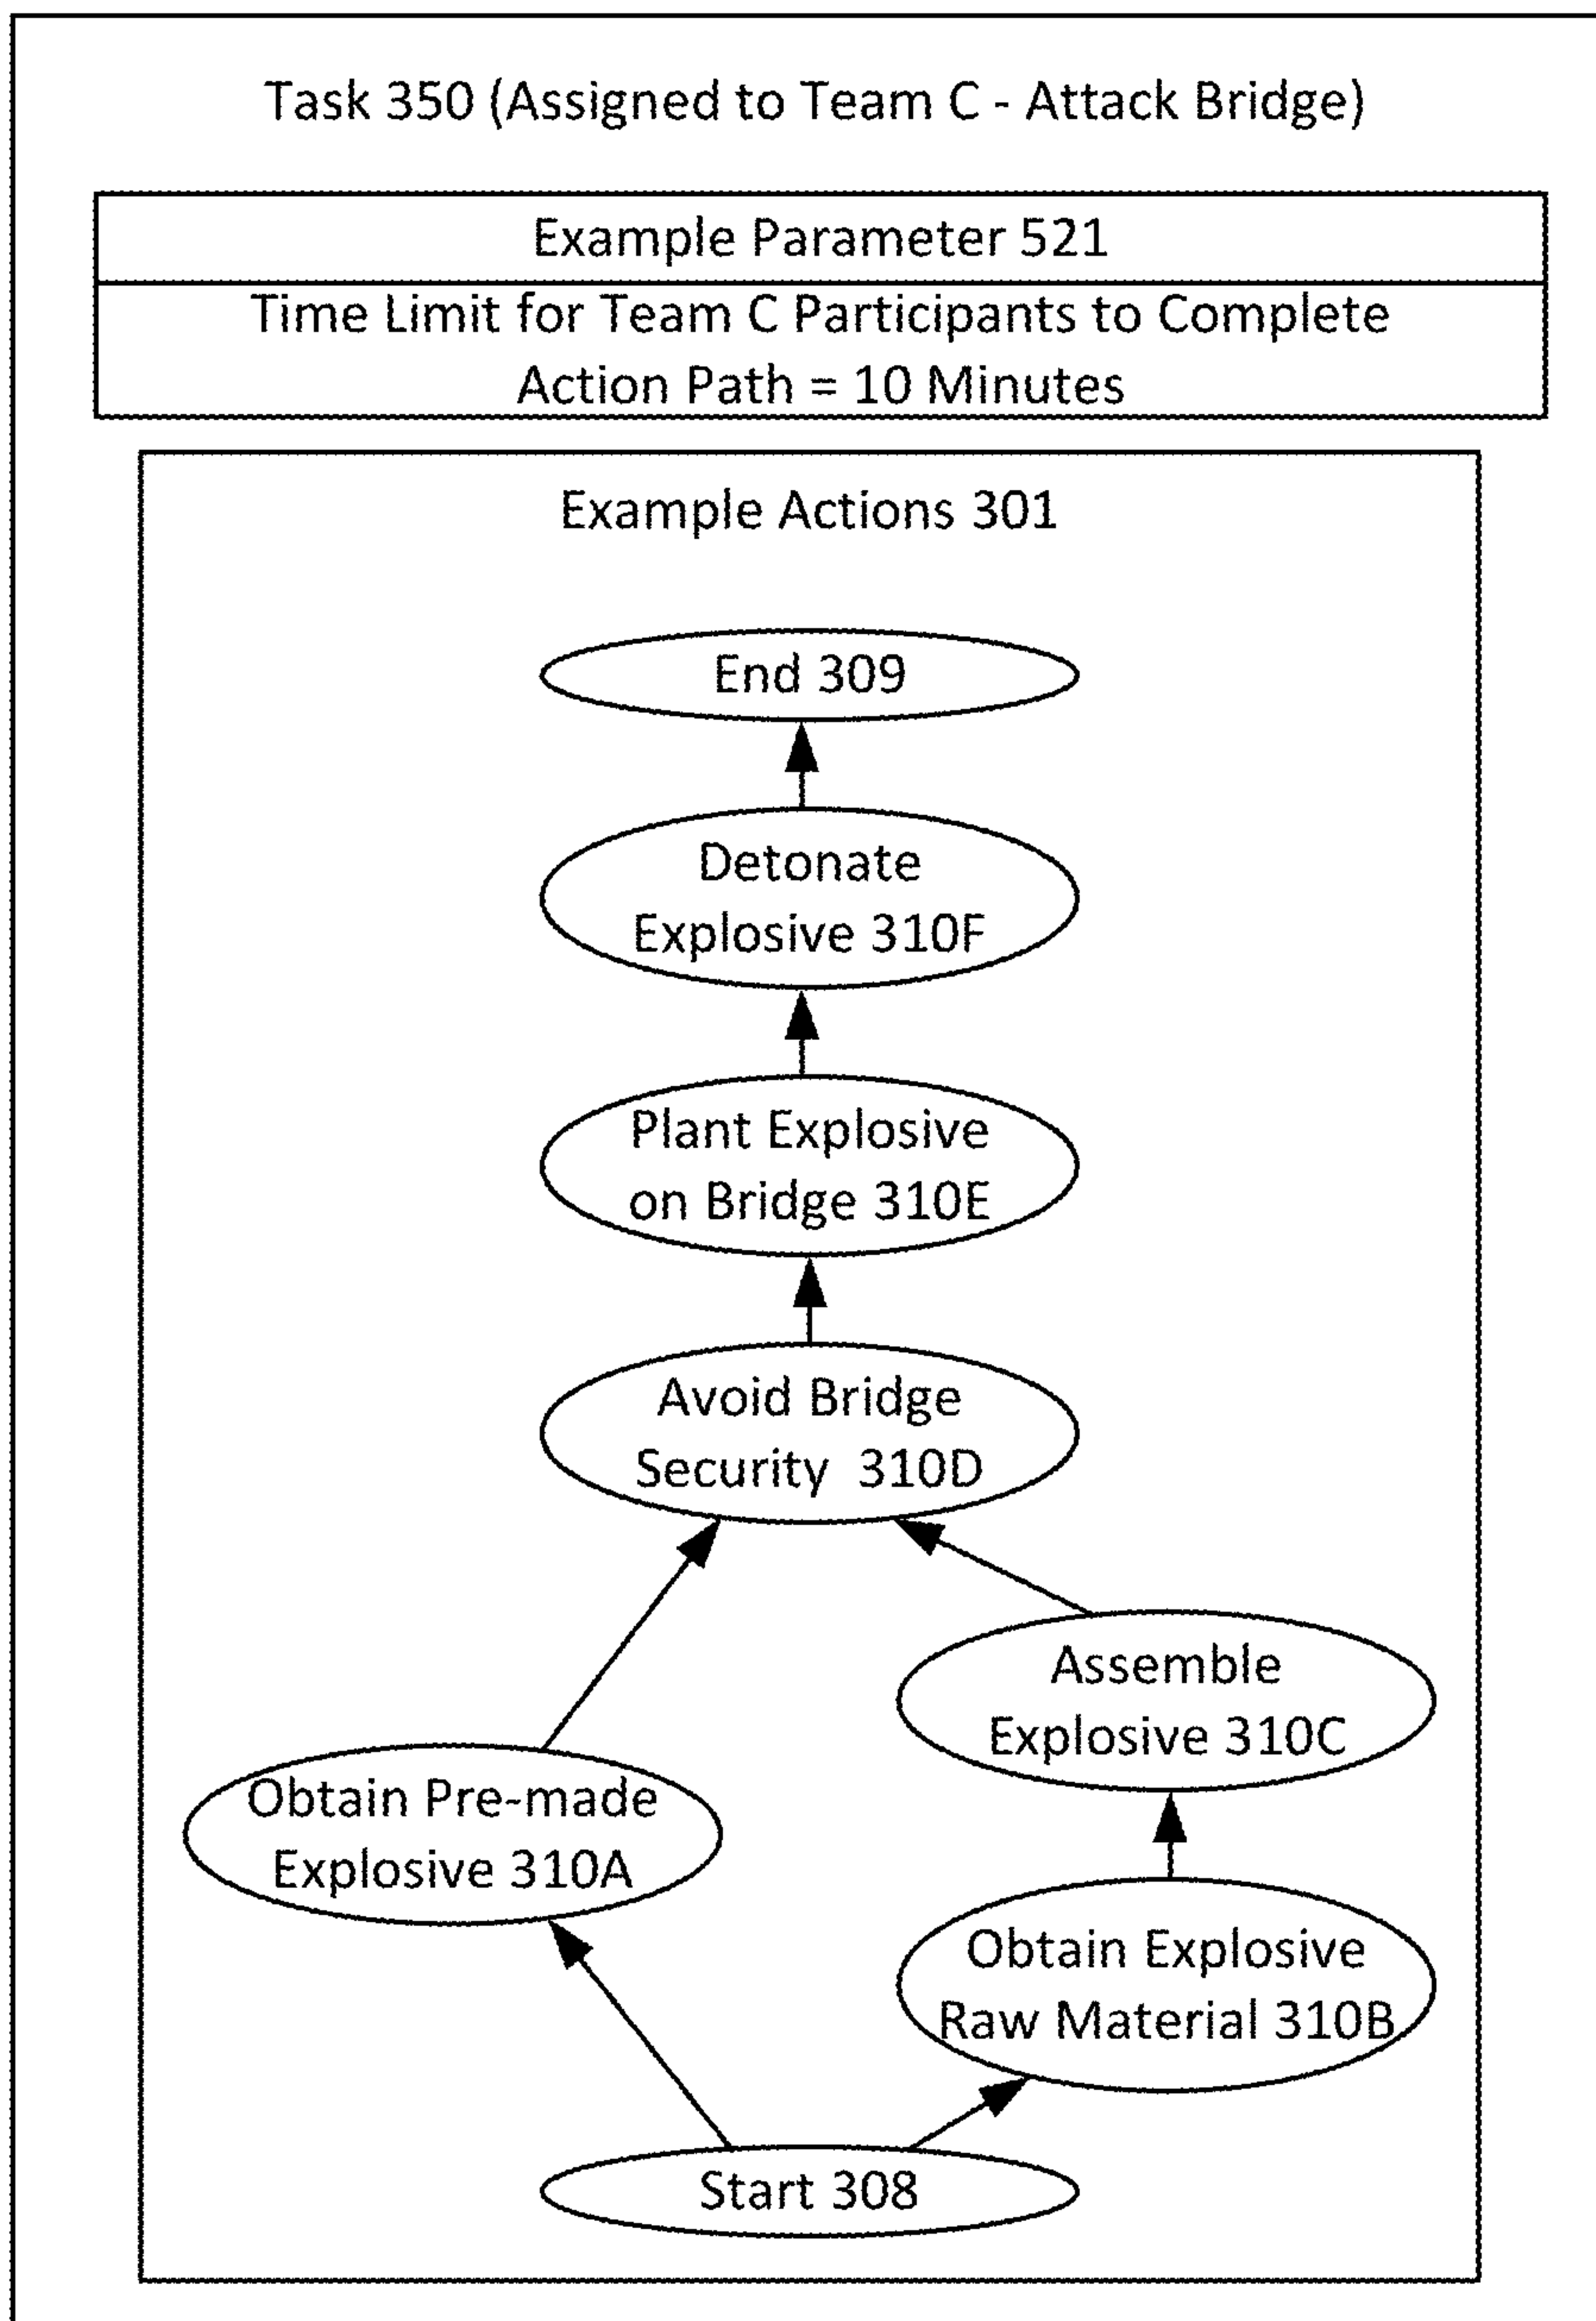 Task 350 (Assigned to Team C - Attack Bridge)
Example Parameter 521
Time Limit for Team C Participants to Complete
Action Path = 10 Minutes
Example Actions 301
End 309
Detonate
Explosive 310F
Plant Explosive
on Bridge 310E
Avoid Bridge
Security 310D
Assemble
Explosive 310C
Obtain Pre-made
Explosive 310A
Obtain Explosive
Raw Material 310B
Start 308